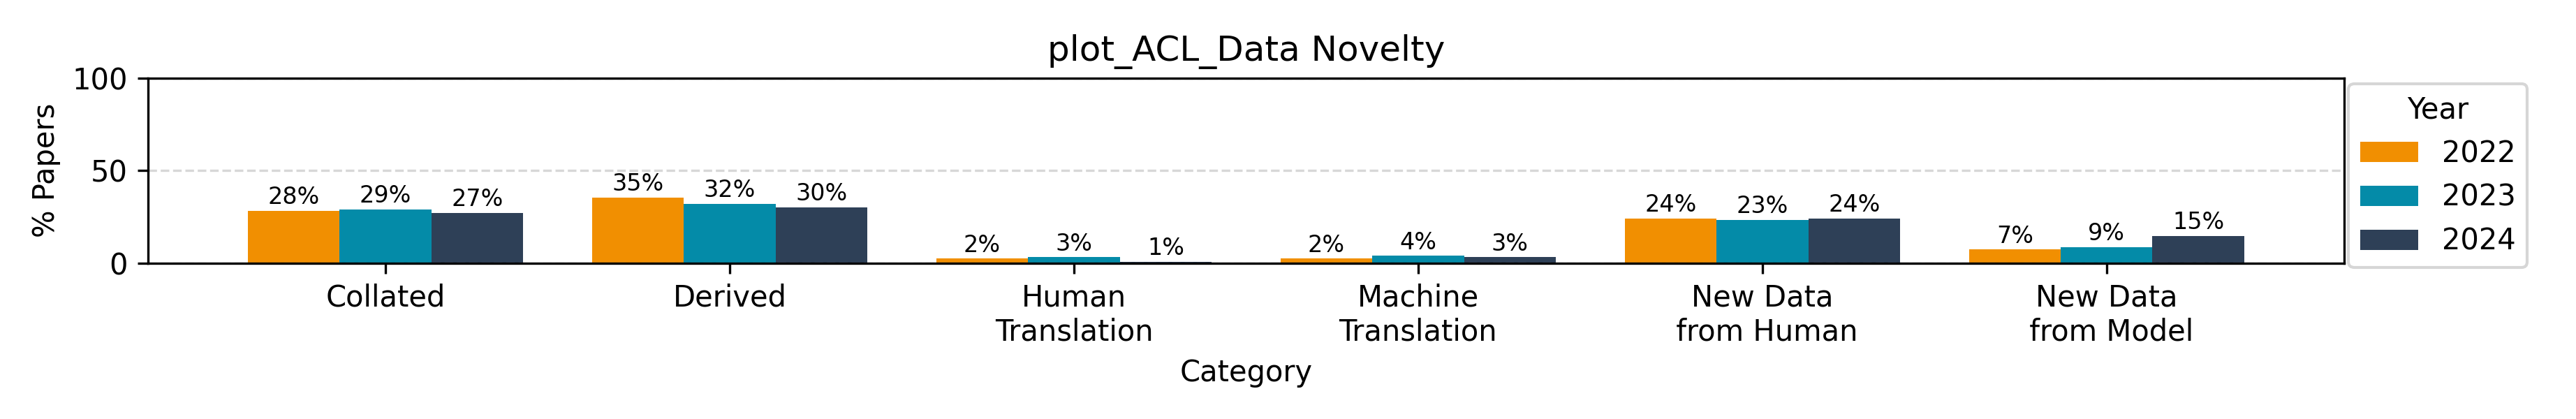 plot_ACL_Data Novelty
% Papers
100
50
0
28% 29% 27% 35% 32% 30% 2% 3% 1% 2% 4% 3% 24% 23% 24% 7% 9% 15%
Collated Derived Human Machine New Data New Data
Translation Translation from Human from Model
Category
Year
2022
2023
2024